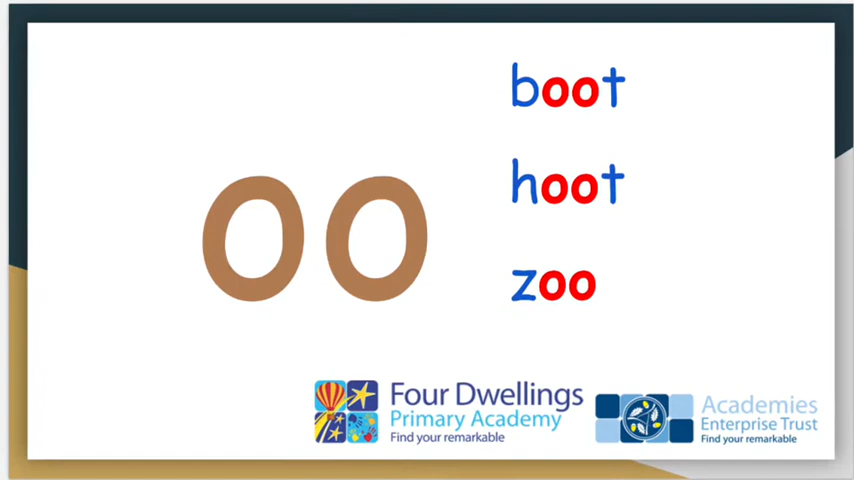 oo
boot
hoot
zoo
Four Dwellings
Primary Academy
Find your remarkable
Academies
Enterprise Trust
Find your remarkable